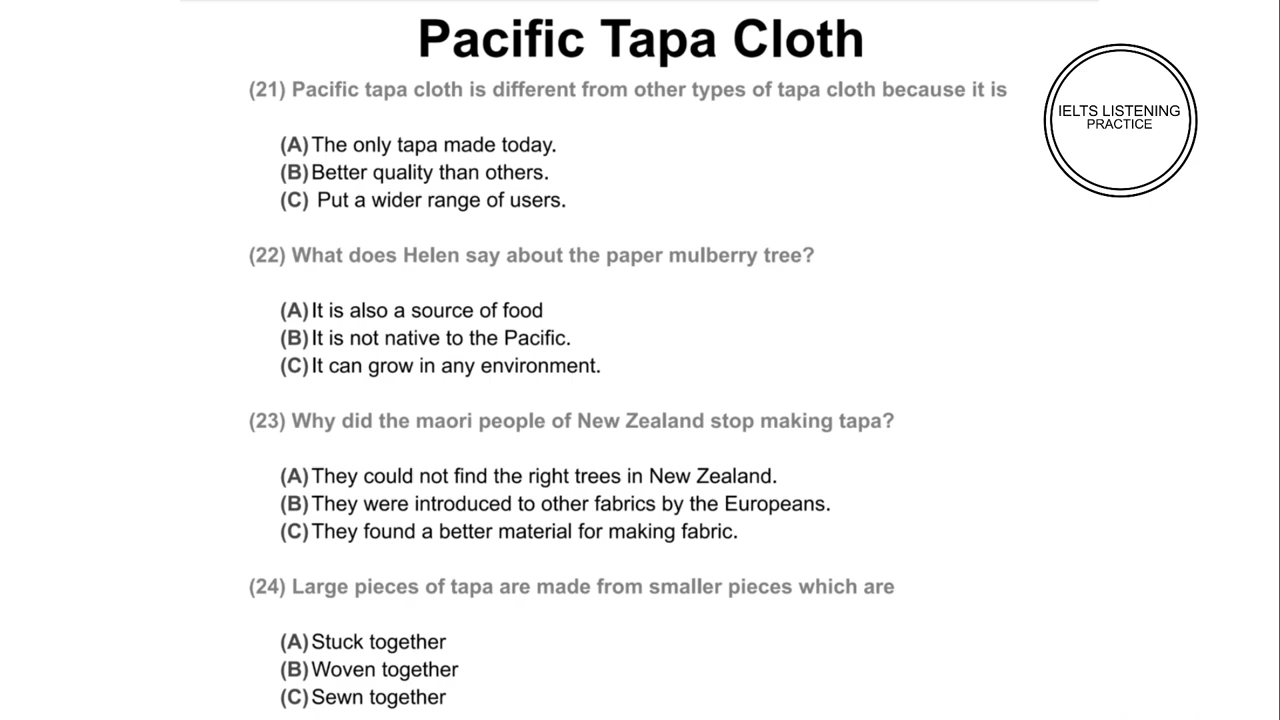 Pacific Tapa Cloth
IELTS LISTENING
PRACTICE
(21) Pacific tapa cloth is different from other types of tapa cloth because it is
(A) The only tapa made today.
(B) Better quality than others.
(C) Put a wider range of users.
(22) What does Helen say about the paper mulberry tree?
(A) It is also a source of food
(B) It is not native to the Pacific.
(C) It can grow in any environment.
(23) Why did the maori people of New Zealand stop making tapa?
(A) They could not find the right trees in New Zealand.
(B) They were introduced to other fabrics by the Europeans.
(C) They found a better material for making fabric.
(24) Large pieces of tapa are made from smaller pieces which are
(A) Stuck together
(B) Woven together
(C) Sewn together